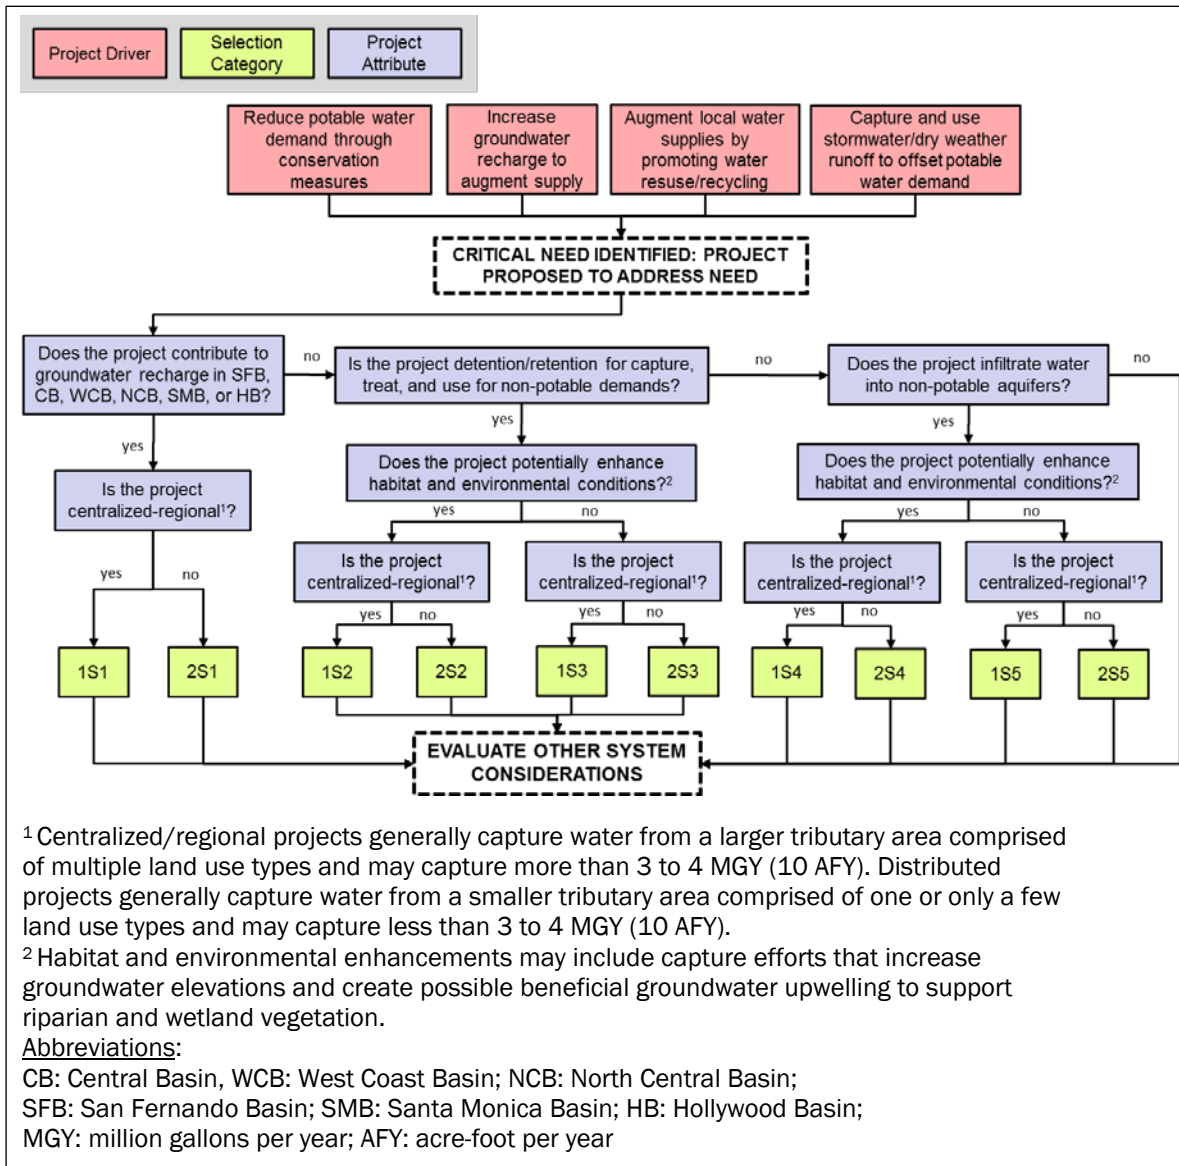 Project Driver
Selection
Category
Project
Attribute
Reduce potable water
demand through
conservation
measures
Increase
groundwater
recharge to
augment supply
Augment local water
supplies by
promoting water
resuse/recycling
Capture and use
stormwater/dry weather
runoff to offset potable
water demand
CRITICAL NEED IDENTIFIED: PROJECT
PROPOSED TO ADDRESS NEED
Does the project contribute to
groundwater recharge in SFB,
CB, WCB, NCB, SMB, or HB?
no
Is the project detention/retention for capture,
treat, and use for non-potable demands?
no
Does the project infiltrate water
into non-potable aquifers?
no
yes
yes
yes
Is the project
centralized-regional¹?
Does the project potentially enhance
habitat and environmental conditions?²
Does the project potentially enhance
habitat and environmental conditions?²
yes
no
yes
no
yes
no
Is the project
centralized-regional¹?
Is the project
centralized-regional¹?
Is the project
centralized-regional¹?
Is the project
centralized-regional¹?
yes
no
yes
no
yes
no
yes
no
1S1
2S1
1S2
2S2
1S3
2S3
1S4
2S4
1S5
2S5
EVALUATE OTHER SYSTEM
CONSIDERATIONS
¹ Centralized/regional projects generally capture water from a larger tributary area comprised
of multiple land use types and may capture more than 3 to 4 MGY (10 AFY). Distributed
projects generally capture water from a smaller tributary area comprised of one or only a few
land use types and may capture less than 3 to 4 MGY (10 AFY).
² Habitat and environmental enhancements may include capture efforts that increase
groundwater elevations and create possible beneficial groundwater upwelling to support
riparian and wetland vegetation.
Abbreviations:
CB: Central Basin, WCB: West Coast Basin; NCB: North Central Basin;
SFB: San Fernando Basin; SMB: Santa Monica Basin; HB: Hollywood Basin;
MGY: million gallons per year; AFY: acre-foot per year